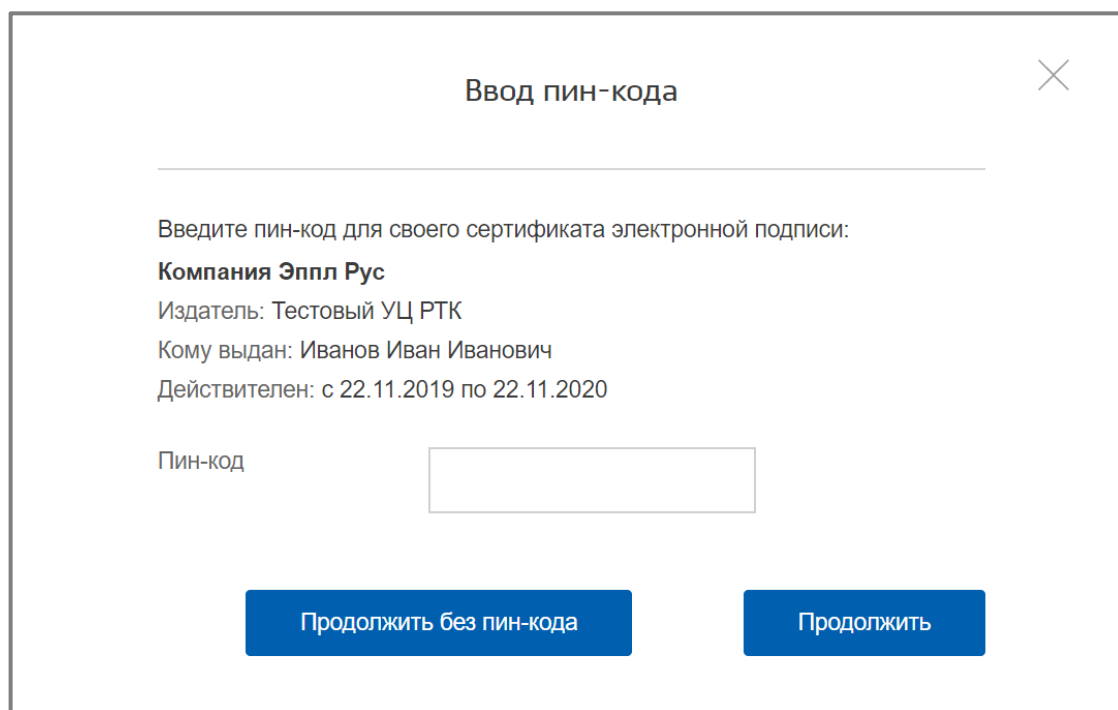 Ввод пин-кода
Введите пин-код для своего сертификата электронной подписи:
Компания Эппл Рус
Издатель: Тестовый УЦ РТК
Кому выдан: Иванов Иван Иванович
Действителен: с 22.11.2019 по 22.11.2020
Пин-код
Продолжить без пин-кода
Продолжить